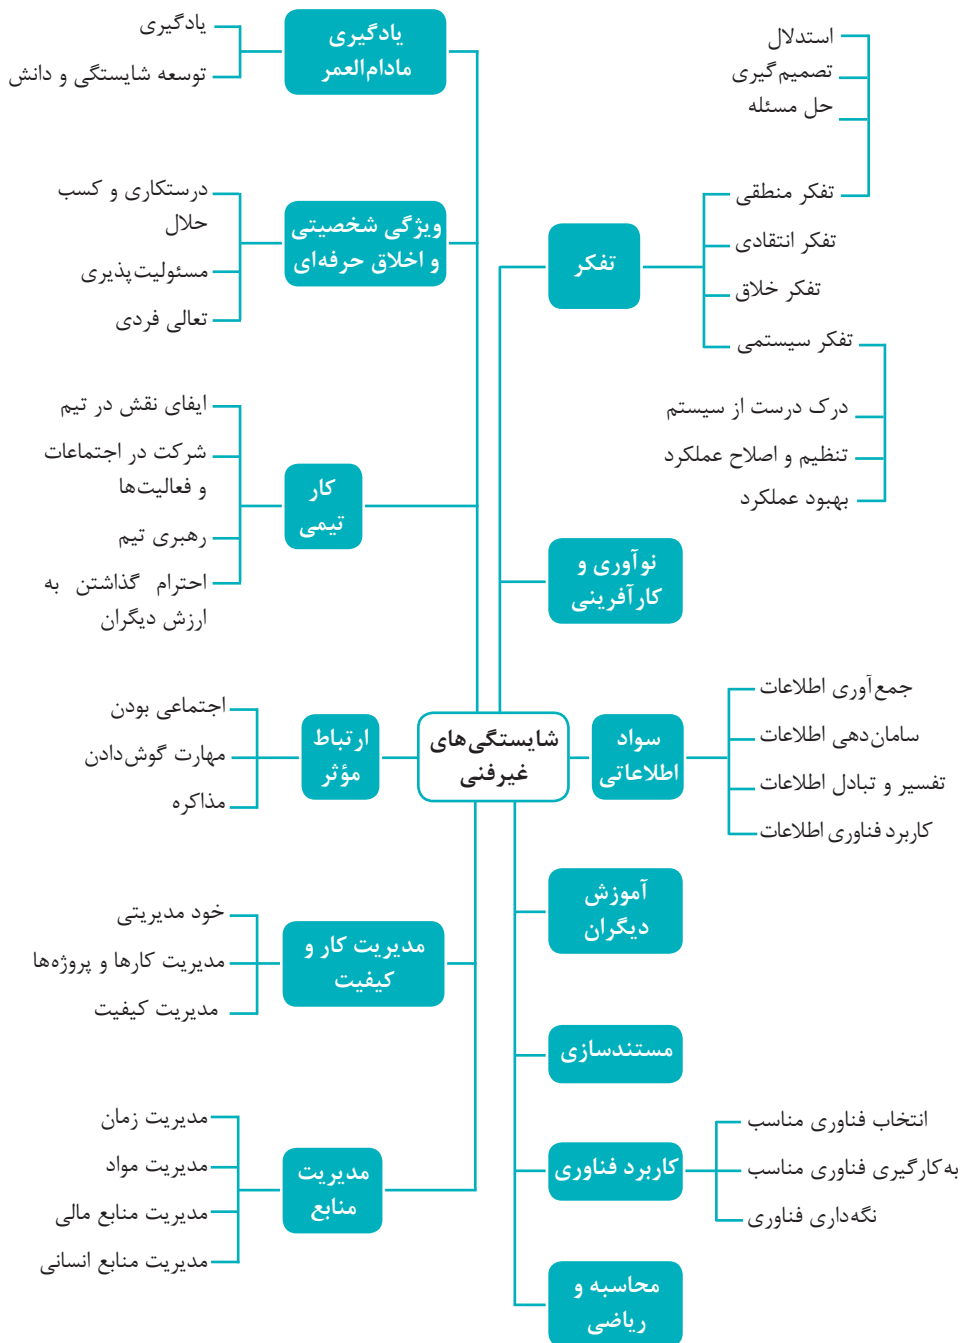 شایستگی‌های
غیرفنی
تفکر
تفکر منطقی
استدلال
تصمیم‌گیری
حل مسئله
تفکر انتقادی
تفکر خلاق
تفکر سیستمی
درک درست از سیستم
تنظیم و اصلاح عملکرد
بهبود عملکرد
نوآوری و
کارآفرینی
سواد
اطلاعاتی
جمع‌آوری اطلاعات
سامان‌دهی اطلاعات
تفسیر و تبادل اطلاعات
کاربرد فناوری اطلاعات
آموزش
دیگران
مستندسازی
کاربرد فناوری
انتخاب فناوری مناسب
به‌کارگیری فناوری مناسب
نگه‌داری فناوری
محاسبه و
ریاضی
یادگیری
مادام‌العمر
یادگیری
توسعه شایستگی و دانش
ویژگی شخصیتی
و اخلاق حرفه‌ای
درستکاری و کسب
حلال
مسئولیت‌پذیری
تعالی فردی
کار
تیمی
ایفای نقش در تیم
شرکت در اجتماعات
و فعالیت‌ها
رهبری تیم
احترام گذاشتن به
ارزش دیگران
ارتباط
مؤثر
اجتماعی بودن
مهارت گوش‌دادن
مذاکره
مدیریت کار و
کیفیت
خود مدیریتی
مدیریت کارها و پروژه‌ها
مدیریت کیفیت
مدیریت
منابع
مدیریت زمان
مدیریت مواد
مدیریت منابع مالی
مدیریت منابع انسانی